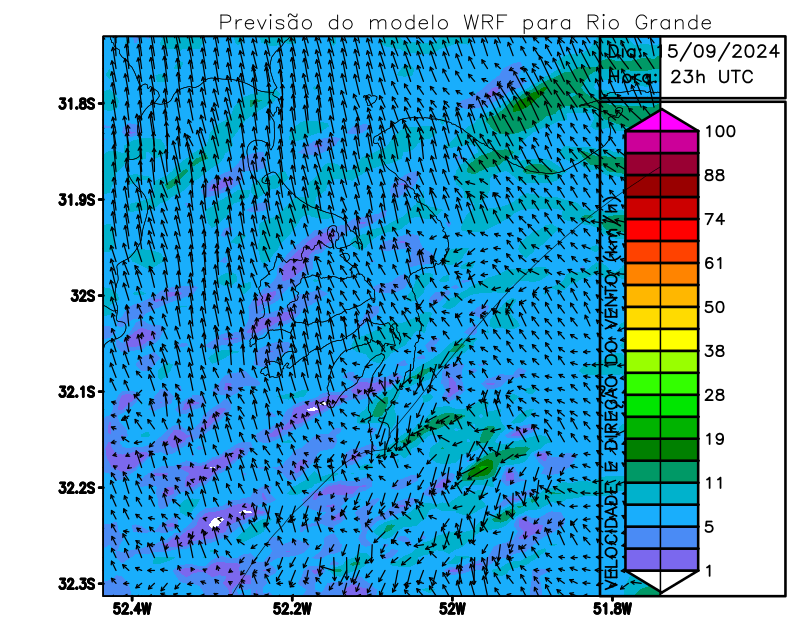 Previsão do modelo WRF para Rio Grande
Dia: 15/09/2024
Hora: 23h UTC
31.8S
31.9S
32S
32.1S
32.2S
32.3S
52.4W
52.2W
52W
51.8W
VELOCIDADE E DIREÇÃO DO VENTO (km/h)
100
88
74
61
50
38
28
19
11
5
1